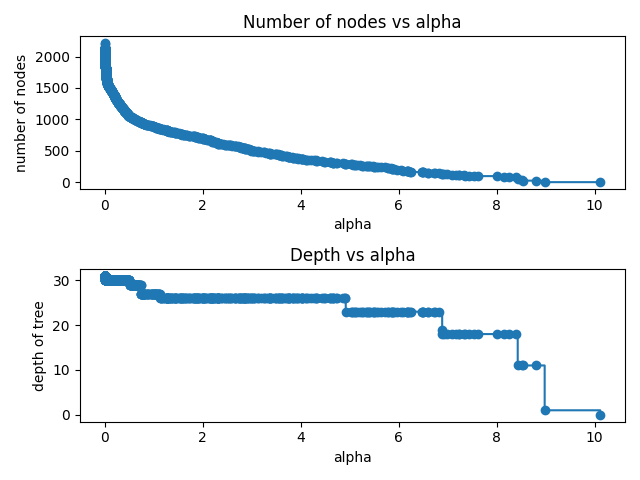 Number of nodes vs alpha
number of nodes
2000
1500
1000
500
0
0 2 4 6 8 10
alpha
Depth vs alpha
depth of tree
30
20
10
0
0 2 4 6 8 10
alpha